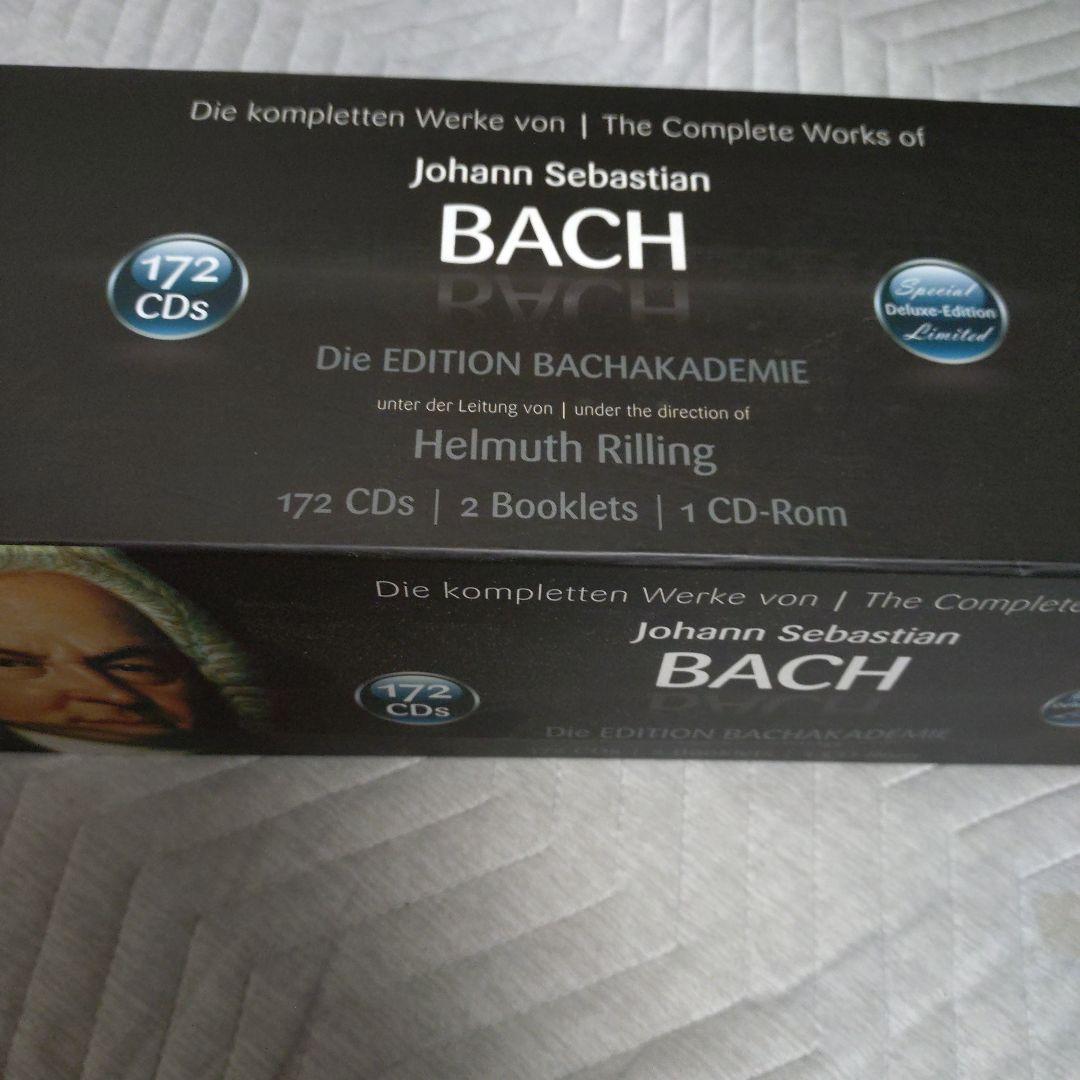 Die kompletten Werke von | The Complete Works of
Johann Sebastian
BACH
172
CDs
Special
Deluxe-Edition
Limited
Die EDITION BACHAKADEMIE
unter der Leitung von | under the direction of
Helmuth Rilling
172 CDs | 2 Booklets | 1 CD-Rom
Die kompletten Werke von | The Complete
Johann Sebastian
BACH
172
CDs
Die EDITION BACHAKADEMIE